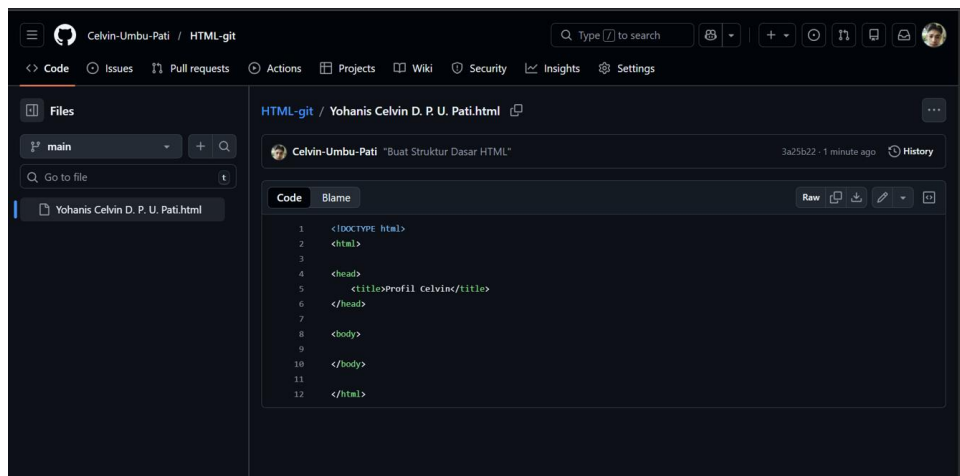 Celvin-Umbu-Pati / HTML-git
Type / to search
Code
Issues
Pull requests
Actions
Projects
Wiki
Security
Insights
Settings
Files
main
Go to file
t
Yohanis Celvin D. P. U. Pati.html
HTML-git / Yohanis Celvin D. P. U. Pati.html
Celvin-Umbu-Pati "Buat Struktur Dasar HTML"
3a25b22 · 1 minute ago
History
Code
Blame
Raw
1 <!DOCTYPE html>
2 <html>
3
4 <head>
5 <title>Profil Celvin</title>
6 </head>
7
8 <body>
9
10 </body>
11
12 </html>